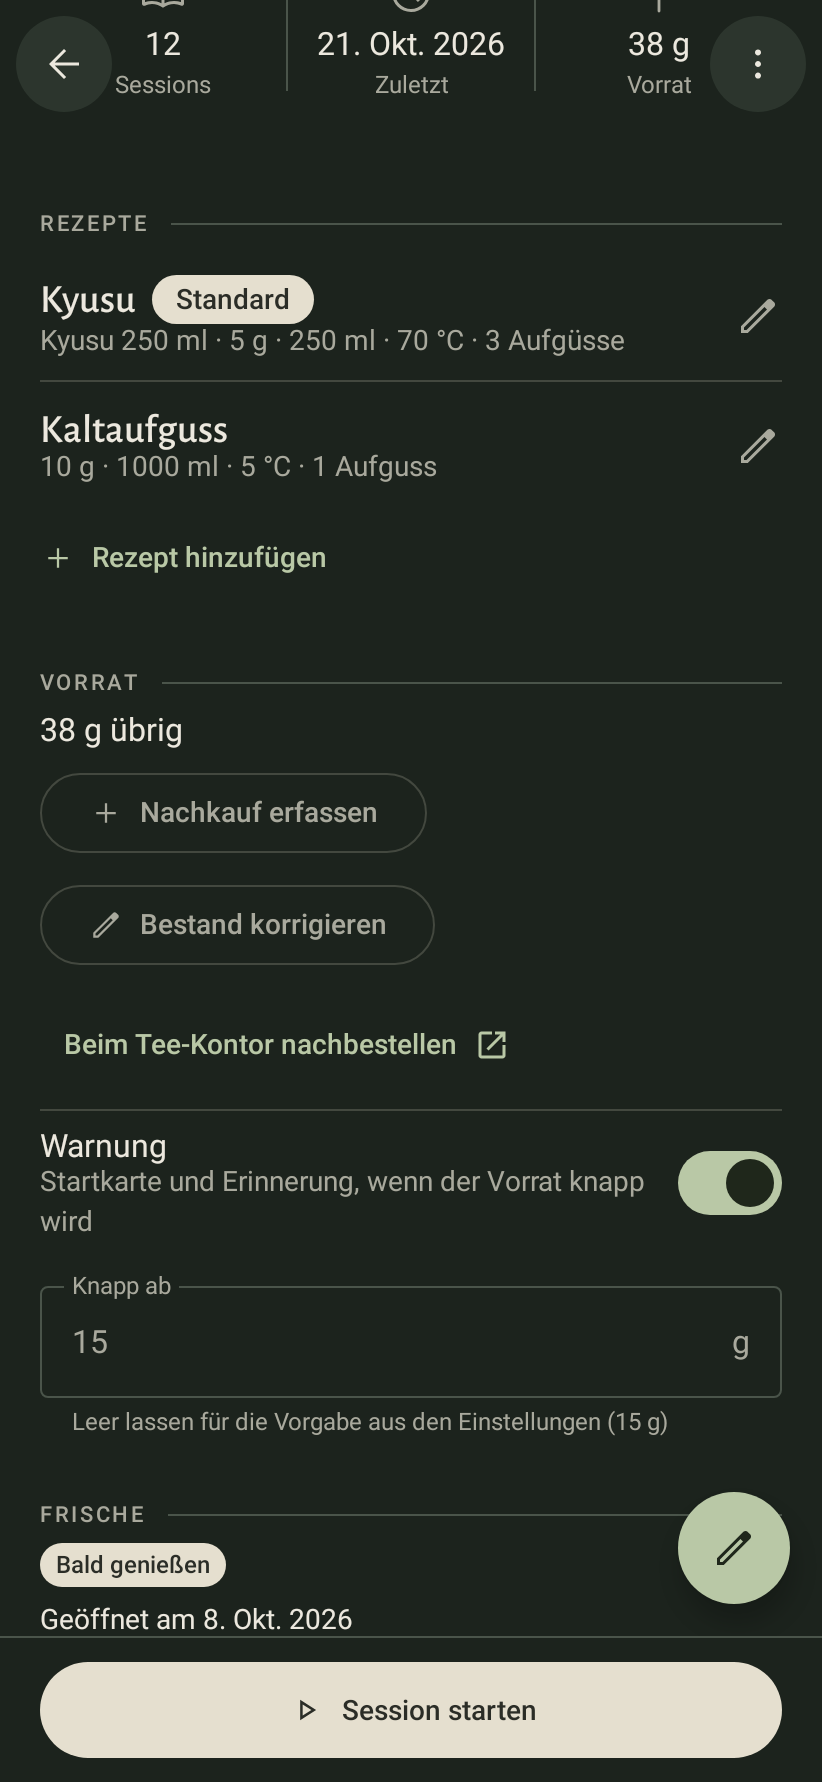 12
Sessions
21. Okt. 2026
Zuletzt
38 g
Vorrat
REZEPTE
Kyusu Standard
Kyusu 250 ml · 5 g · 250 ml · 70 °C · 3 Aufgüsse
Kaltaufguss
10 g · 1000 ml · 5 °C · 1 Aufguss
Rezept hinzufügen
VORRAT
38 g übrig
Nachkauf erfassen
Bestand korrigieren
Beim Tee-Kontor nachbestellen
Warnung
Startkarte und Erinnerung, wenn der Vorrat knapp
wird
Knapp ab
15 g
Leer lassen für die Vorgabe aus den Einstellungen (15 g)
FRISCHE
Bald genießen
Geöffnet am 8. Okt. 2026
Session starten